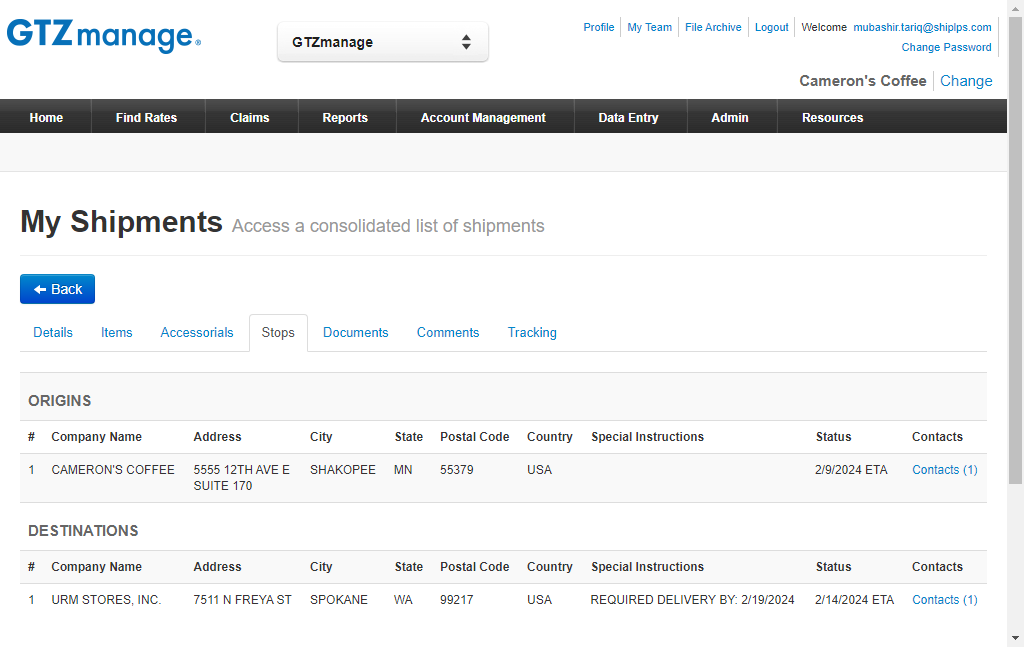 GTZmanage.
GTZmanage
Profile My Team File Archive Logout Welcome mubashir.tariq@shiplps.com
Change Password
Cameron's Coffee Change
Home Find Rates Claims Reports Account Management Data Entry Admin Resources
My Shipments Access a consolidated list of shipments
Back
Details Items Accessorials Stops Documents Comments Tracking
ORIGINS
# Company Name Address City State Postal Code Country Special Instructions Status Contacts
1 CAMERON'S COFFEE 5555 12TH AVE E SHAKOPEE MN 55379 USA 2/9/2024 ETA Contacts (1)
SUITE 170
DESTINATIONS
# Company Name Address City State Postal Code Country Special Instructions Status Contacts
1 URM STORES, INC. 7511 N FREYA ST SPOKANE WA 99217 USA REQUIRED DELIVERY BY: 2/19/2024 2/14/2024 ETA Contacts (1)